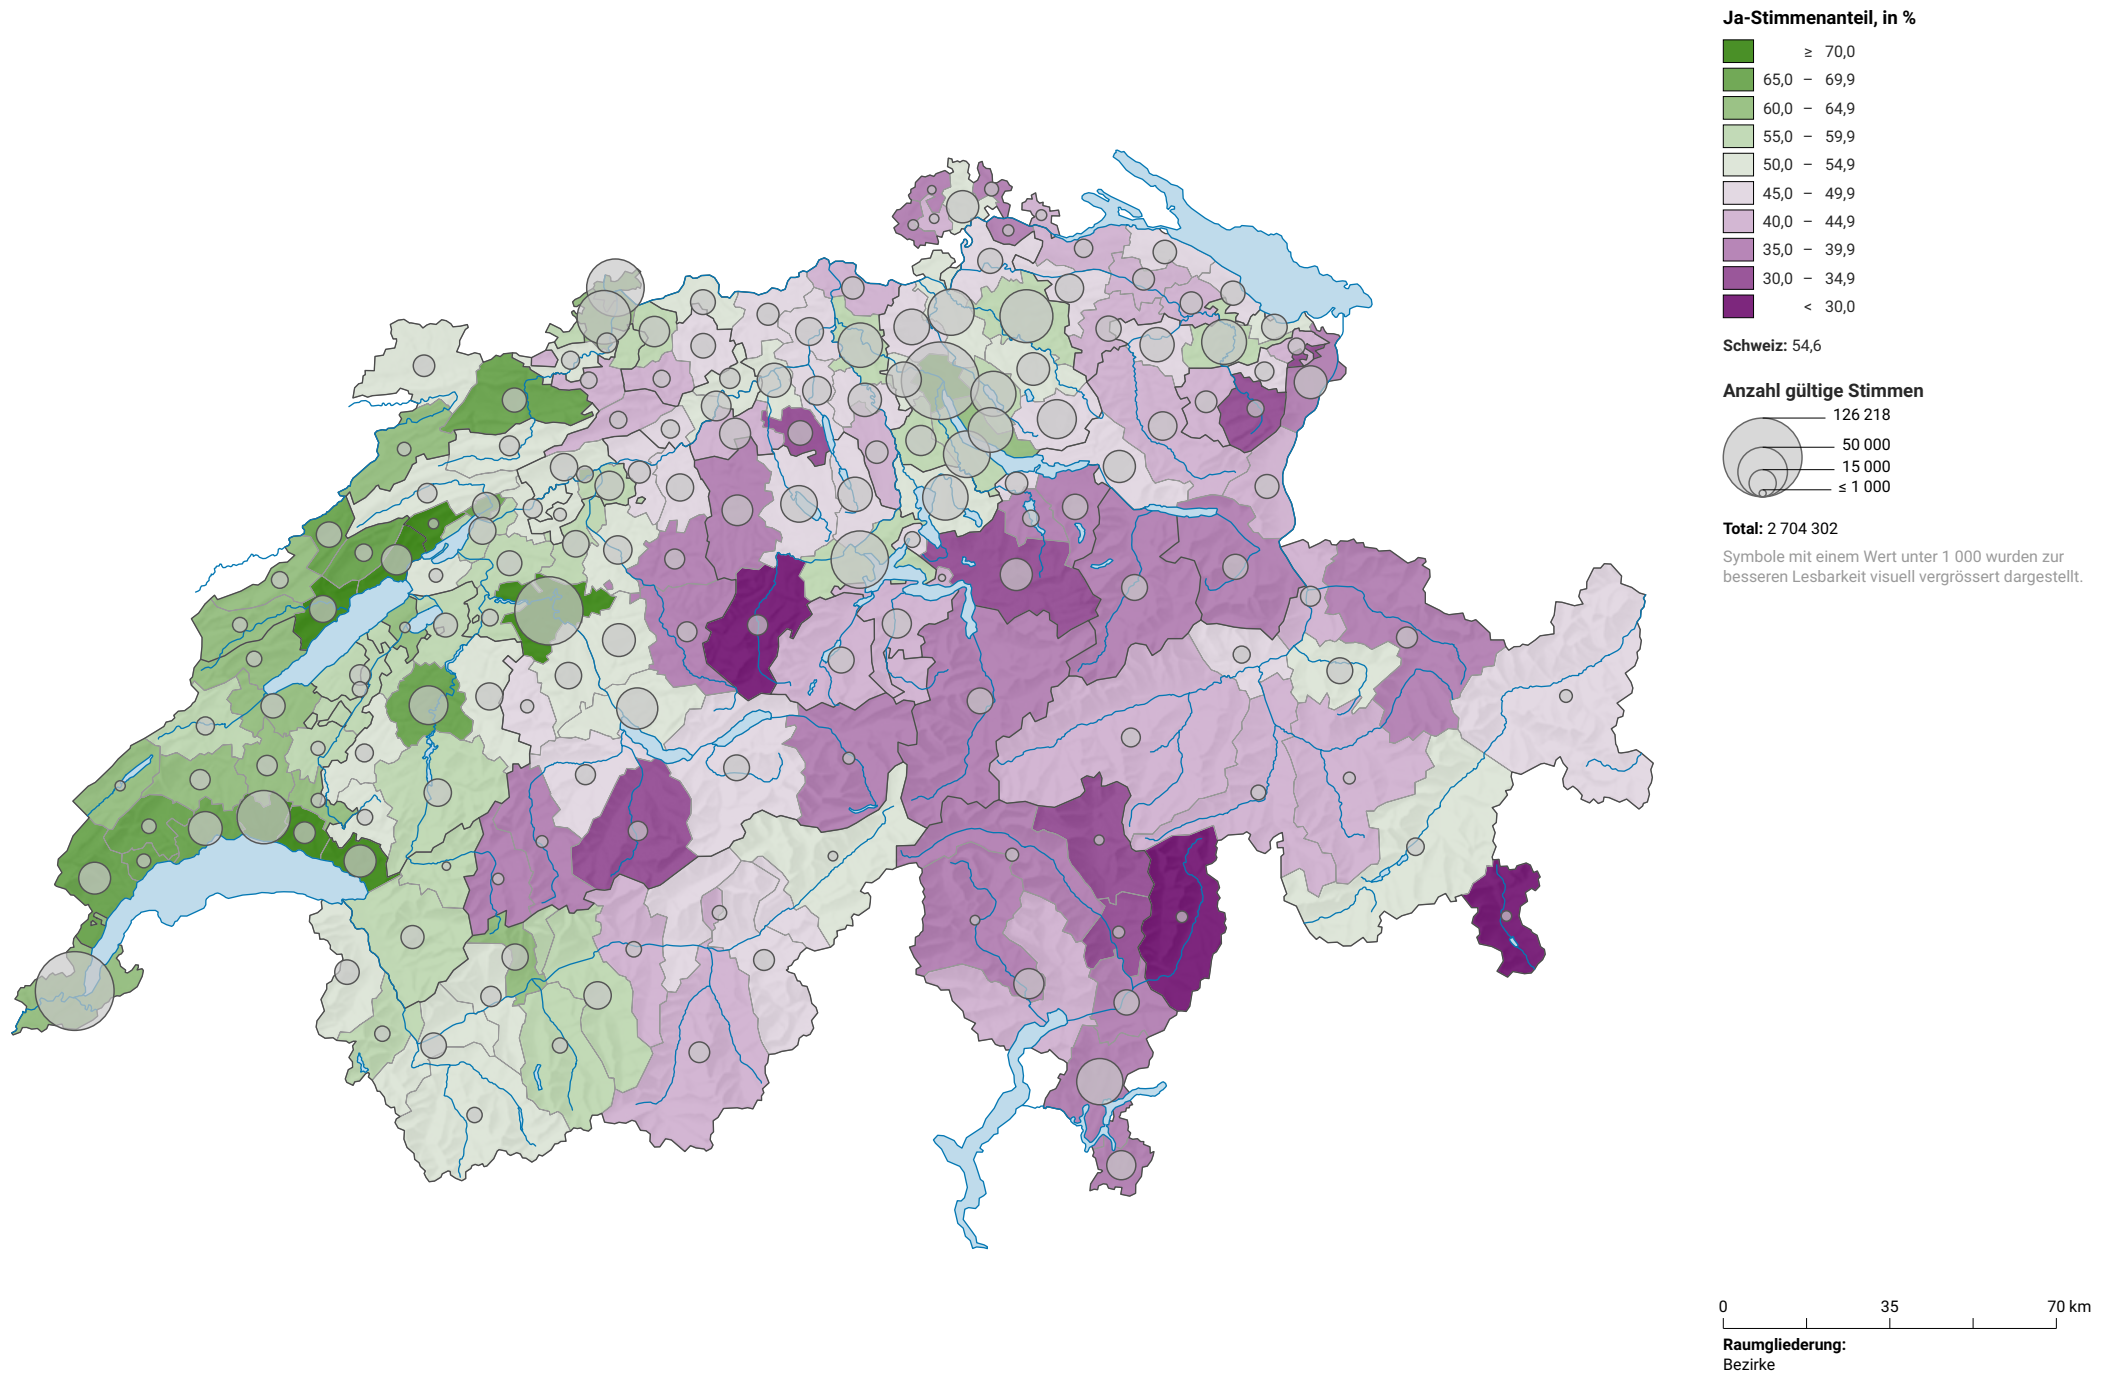 Ja-Stimmenanteil, in %
≥ 70,0
65,0 – 69,9
60,0 – 64,9
55,0 – 59,9
50,0 – 54,9
45,0 – 49,9
40,0 – 44,9
35,0 – 39,9
30,0 – 34,9
< 30,0
Schweiz: 54,6
Anzahl gültige Stimmen
126 218
50 000
15 000
≤ 1 000
Total: 2 704 302
Symbole mit einem Wert unter 1 000 wurden zur
besseren Lesbarkeit visuell vergrössert dargestellt.
0 35 70 km
Raumgliederung:
Bezirke